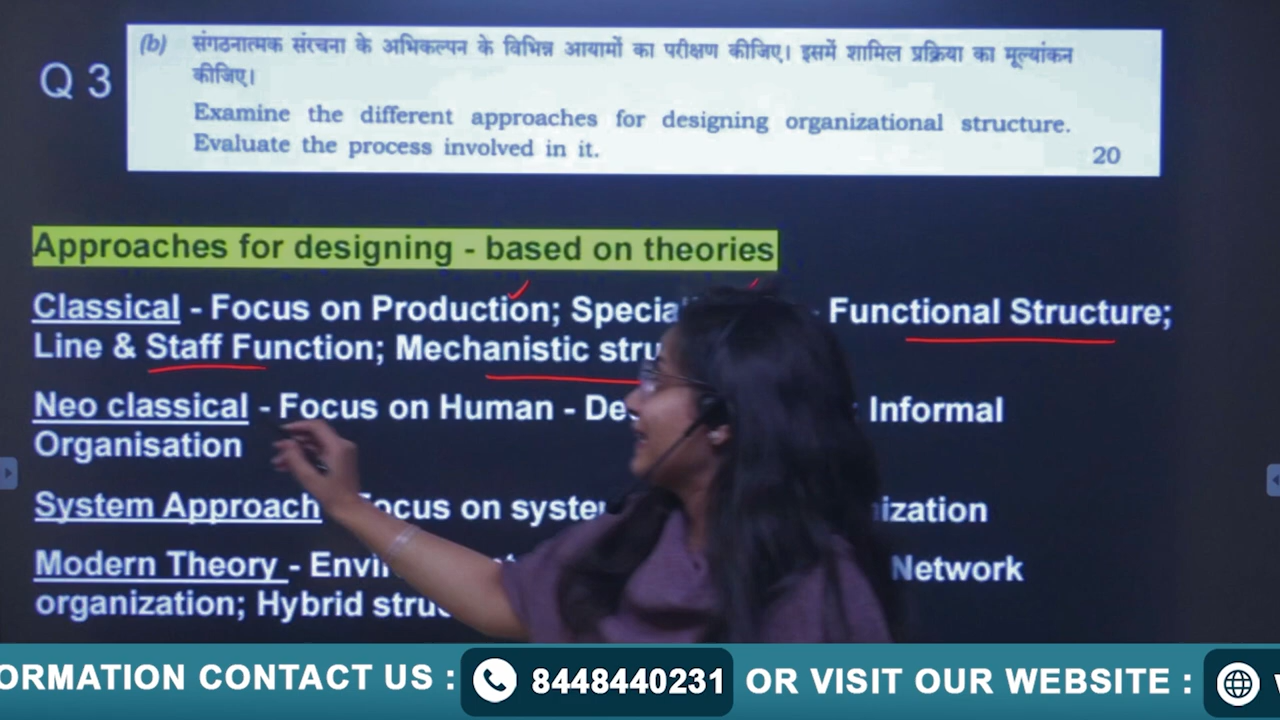 Q 3
(b) संगठनात्मक संरचना के अभिकल्पन के विभिन्न आयामों का परीक्षण कीजिए। इसमें शामिल प्रक्रिया का मूल्यांकन
कीजिए।
Examine the different approaches for designing organizational structure.
Evaluate the process involved in it.
20
Approaches for designing - based on theories
Classical - Focus on Production; - Functional Structure;
Line & Staff Function; Mechanistic
Neo classical - Focus on Human - Informal
Organisation
System Approach Focus on
Modern Theory - Network
organization; Hybrid
CONTACT US : 8448440231 OR VISIT OUR WEBSITE :